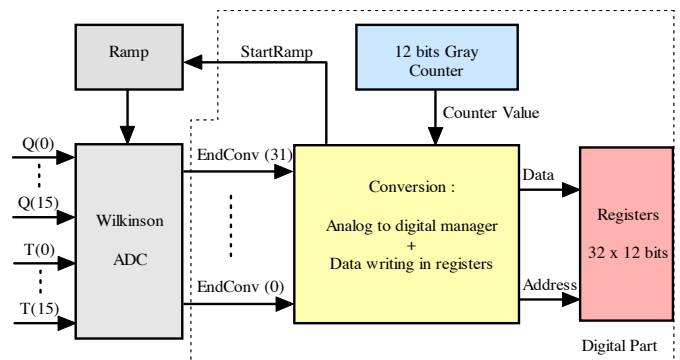 Ramp
StartRamp
12 bits Gray
Counter
Counter Value
Q(0)
Q(15)
T(0)
T(15)
Wilkinson
ADC
EndConv (31)
EndConv (0)
Conversion :
Analog to digital manager
+
Data writing in registers
Data
Address
Registers
32 x 12 bits
Digital Part